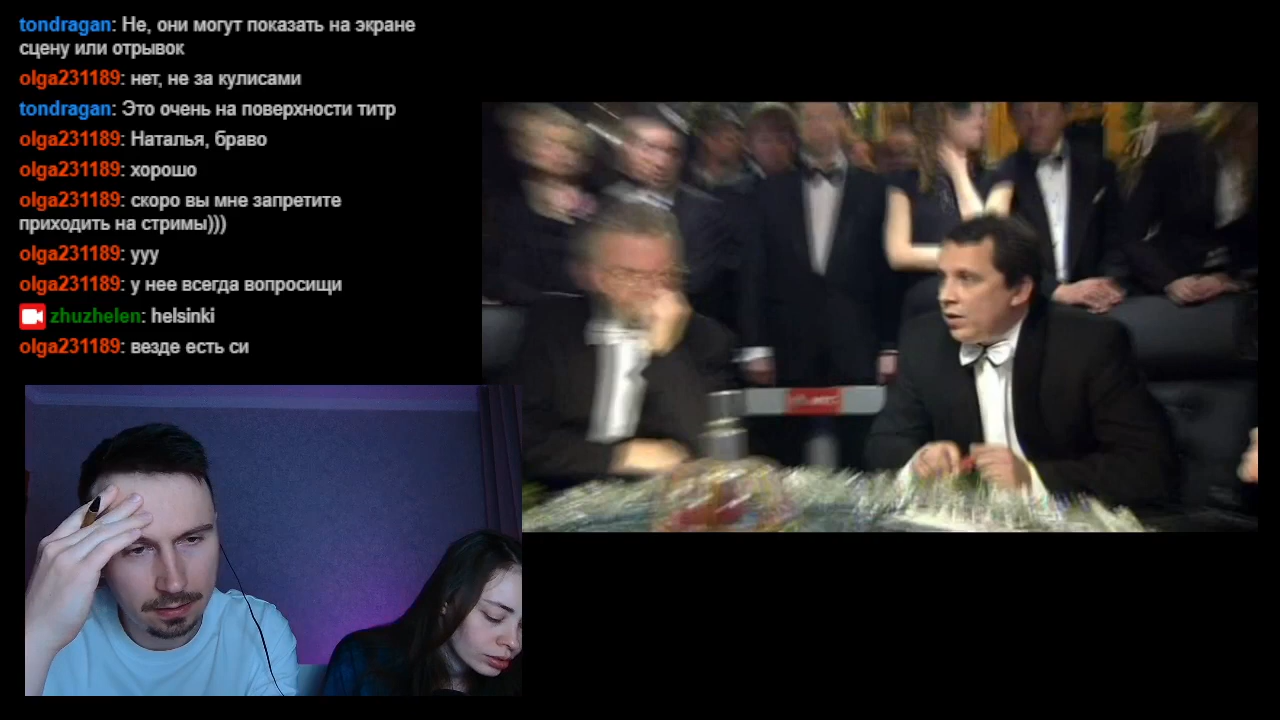 tondragan: Не, они могут показать на экране
сцену или отрывок
olga231189: нет, не за кулисами
tondragan: Это очень на поверхности титр
olga231189: Наталья, браво
olga231189: хорошо
olga231189: скоро вы мне запретите
приходить на стримы)))
olga231189: ууу
olga231189: у нее всегда вопросищи
zhuzhelen: helsinki
olga231189: везде есть си